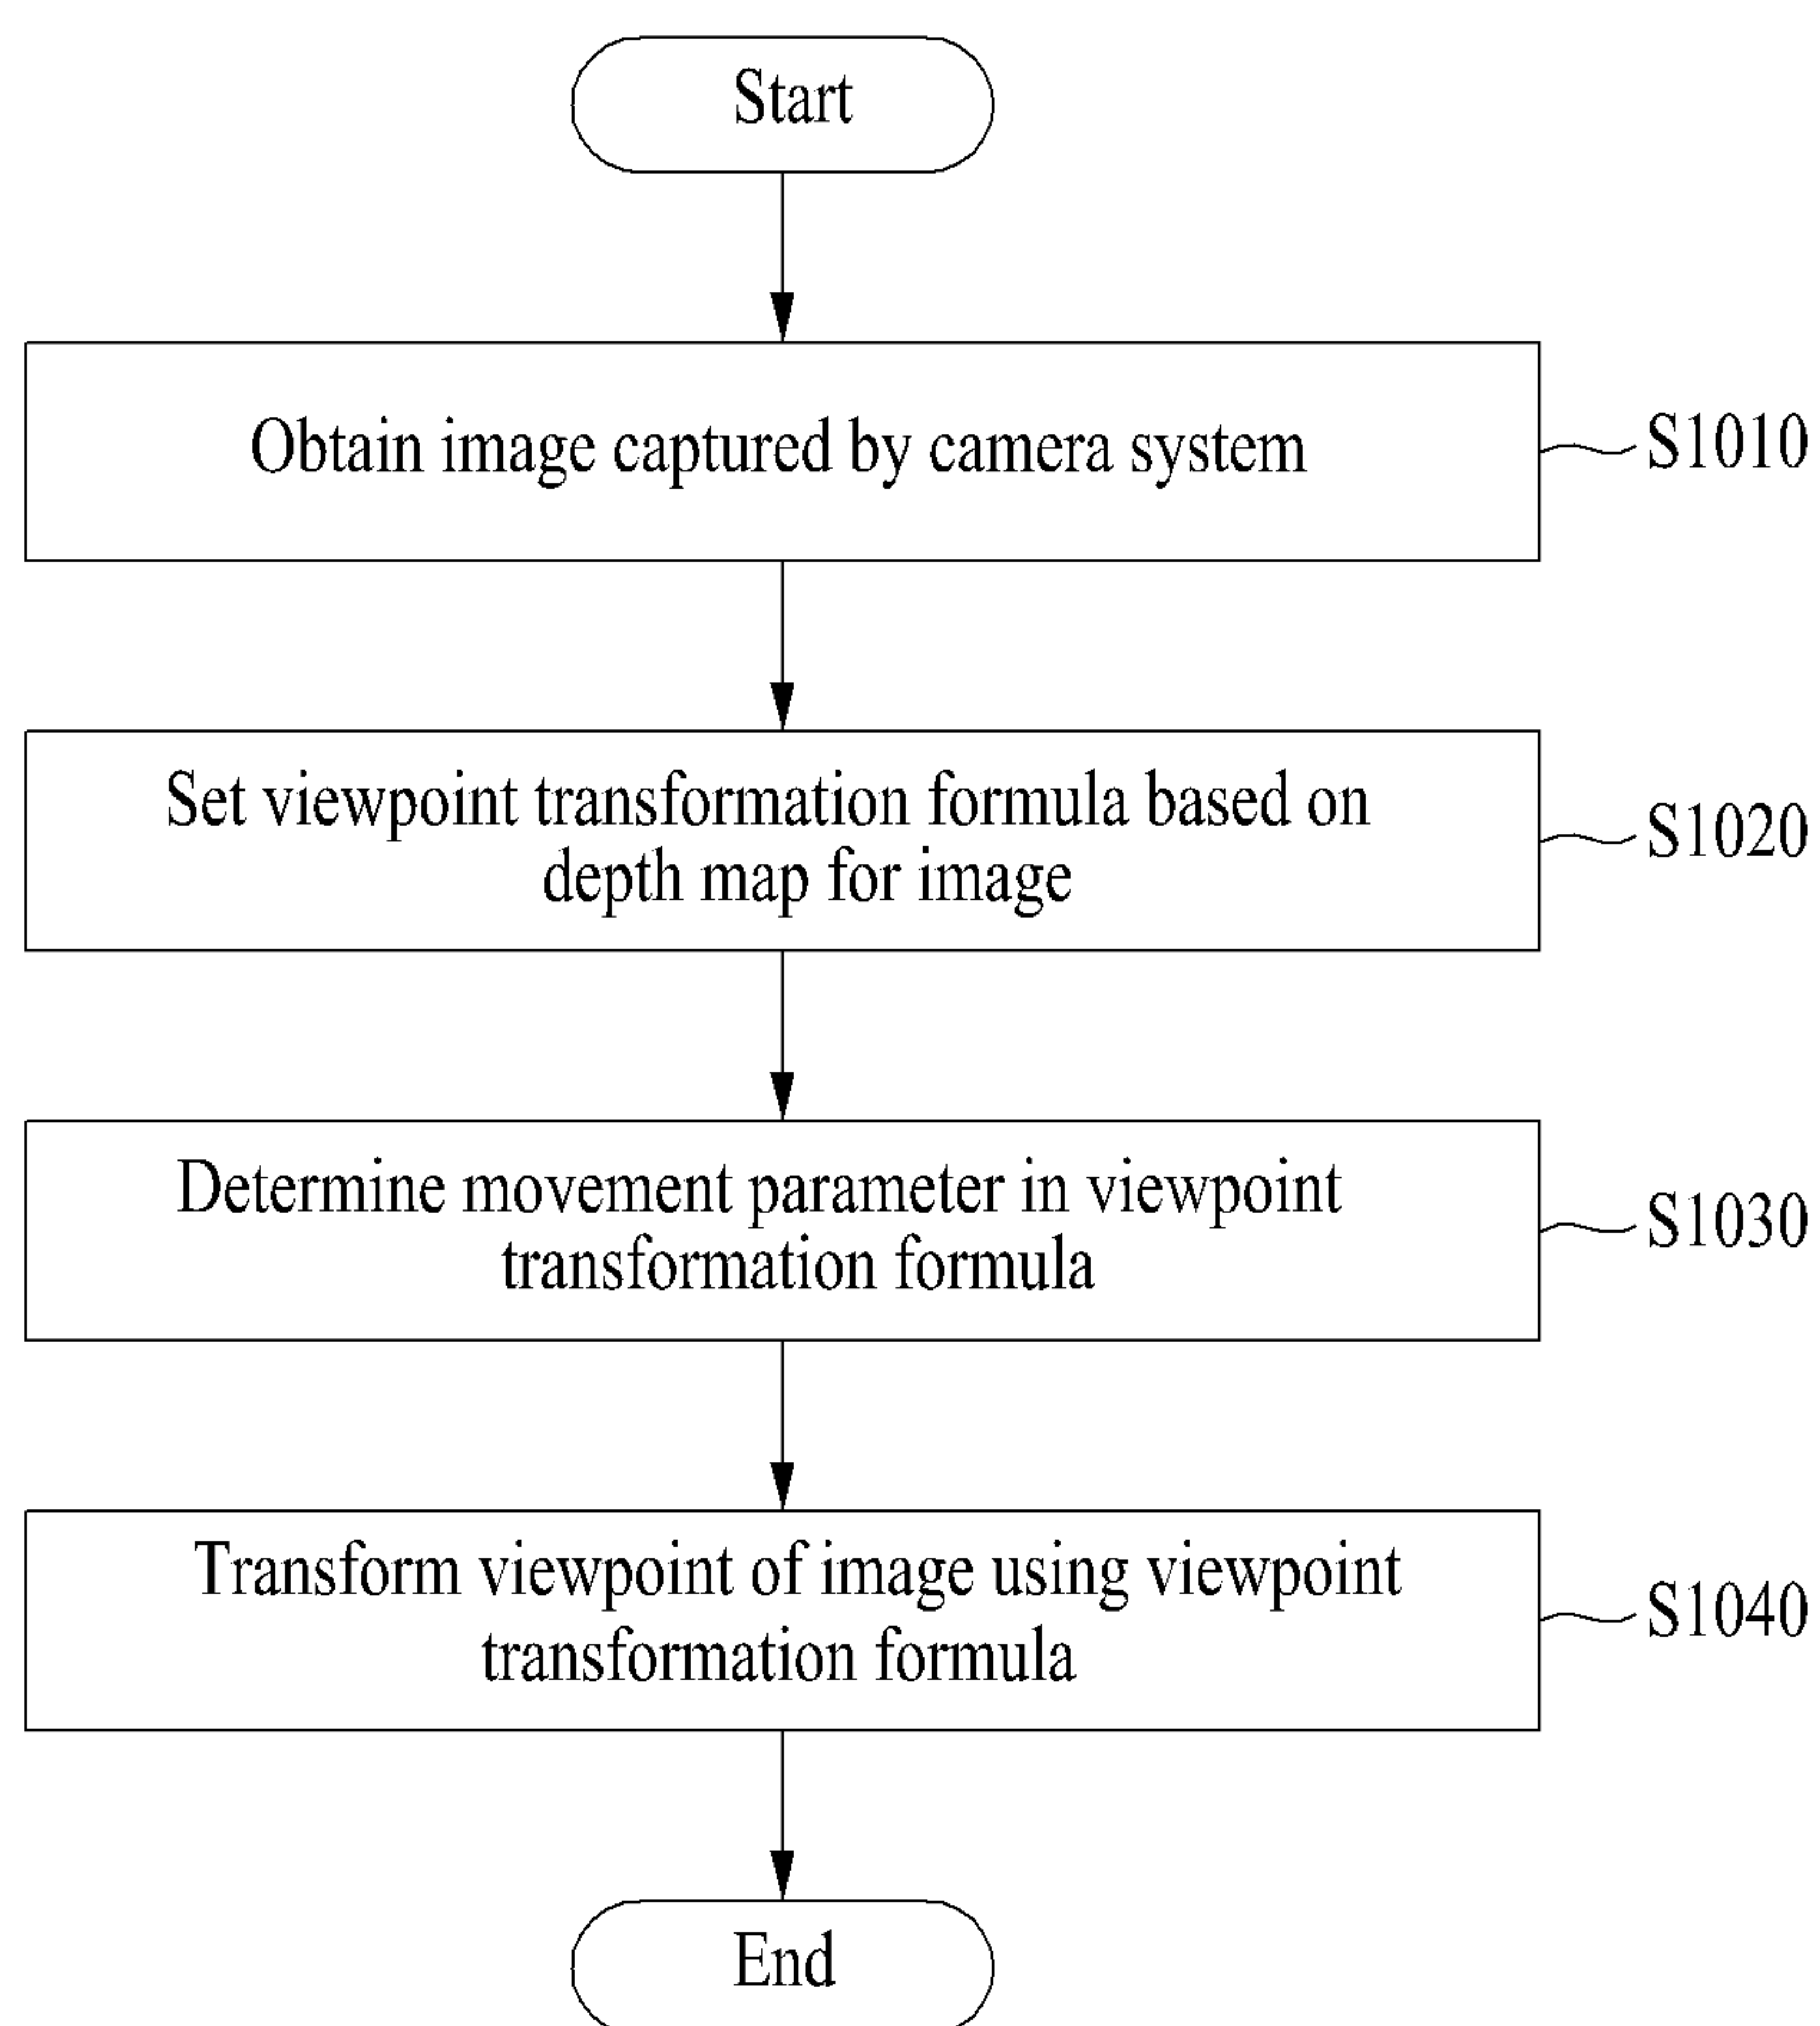 Start
Obtain image captured by camera system
S1010
Set viewpoint transformation formula based on
depth map for image
S1020
Determine movement parameter in viewpoint
transformation formula
S1030
Transform viewpoint of image using viewpoint
transformation formula
S1040
End